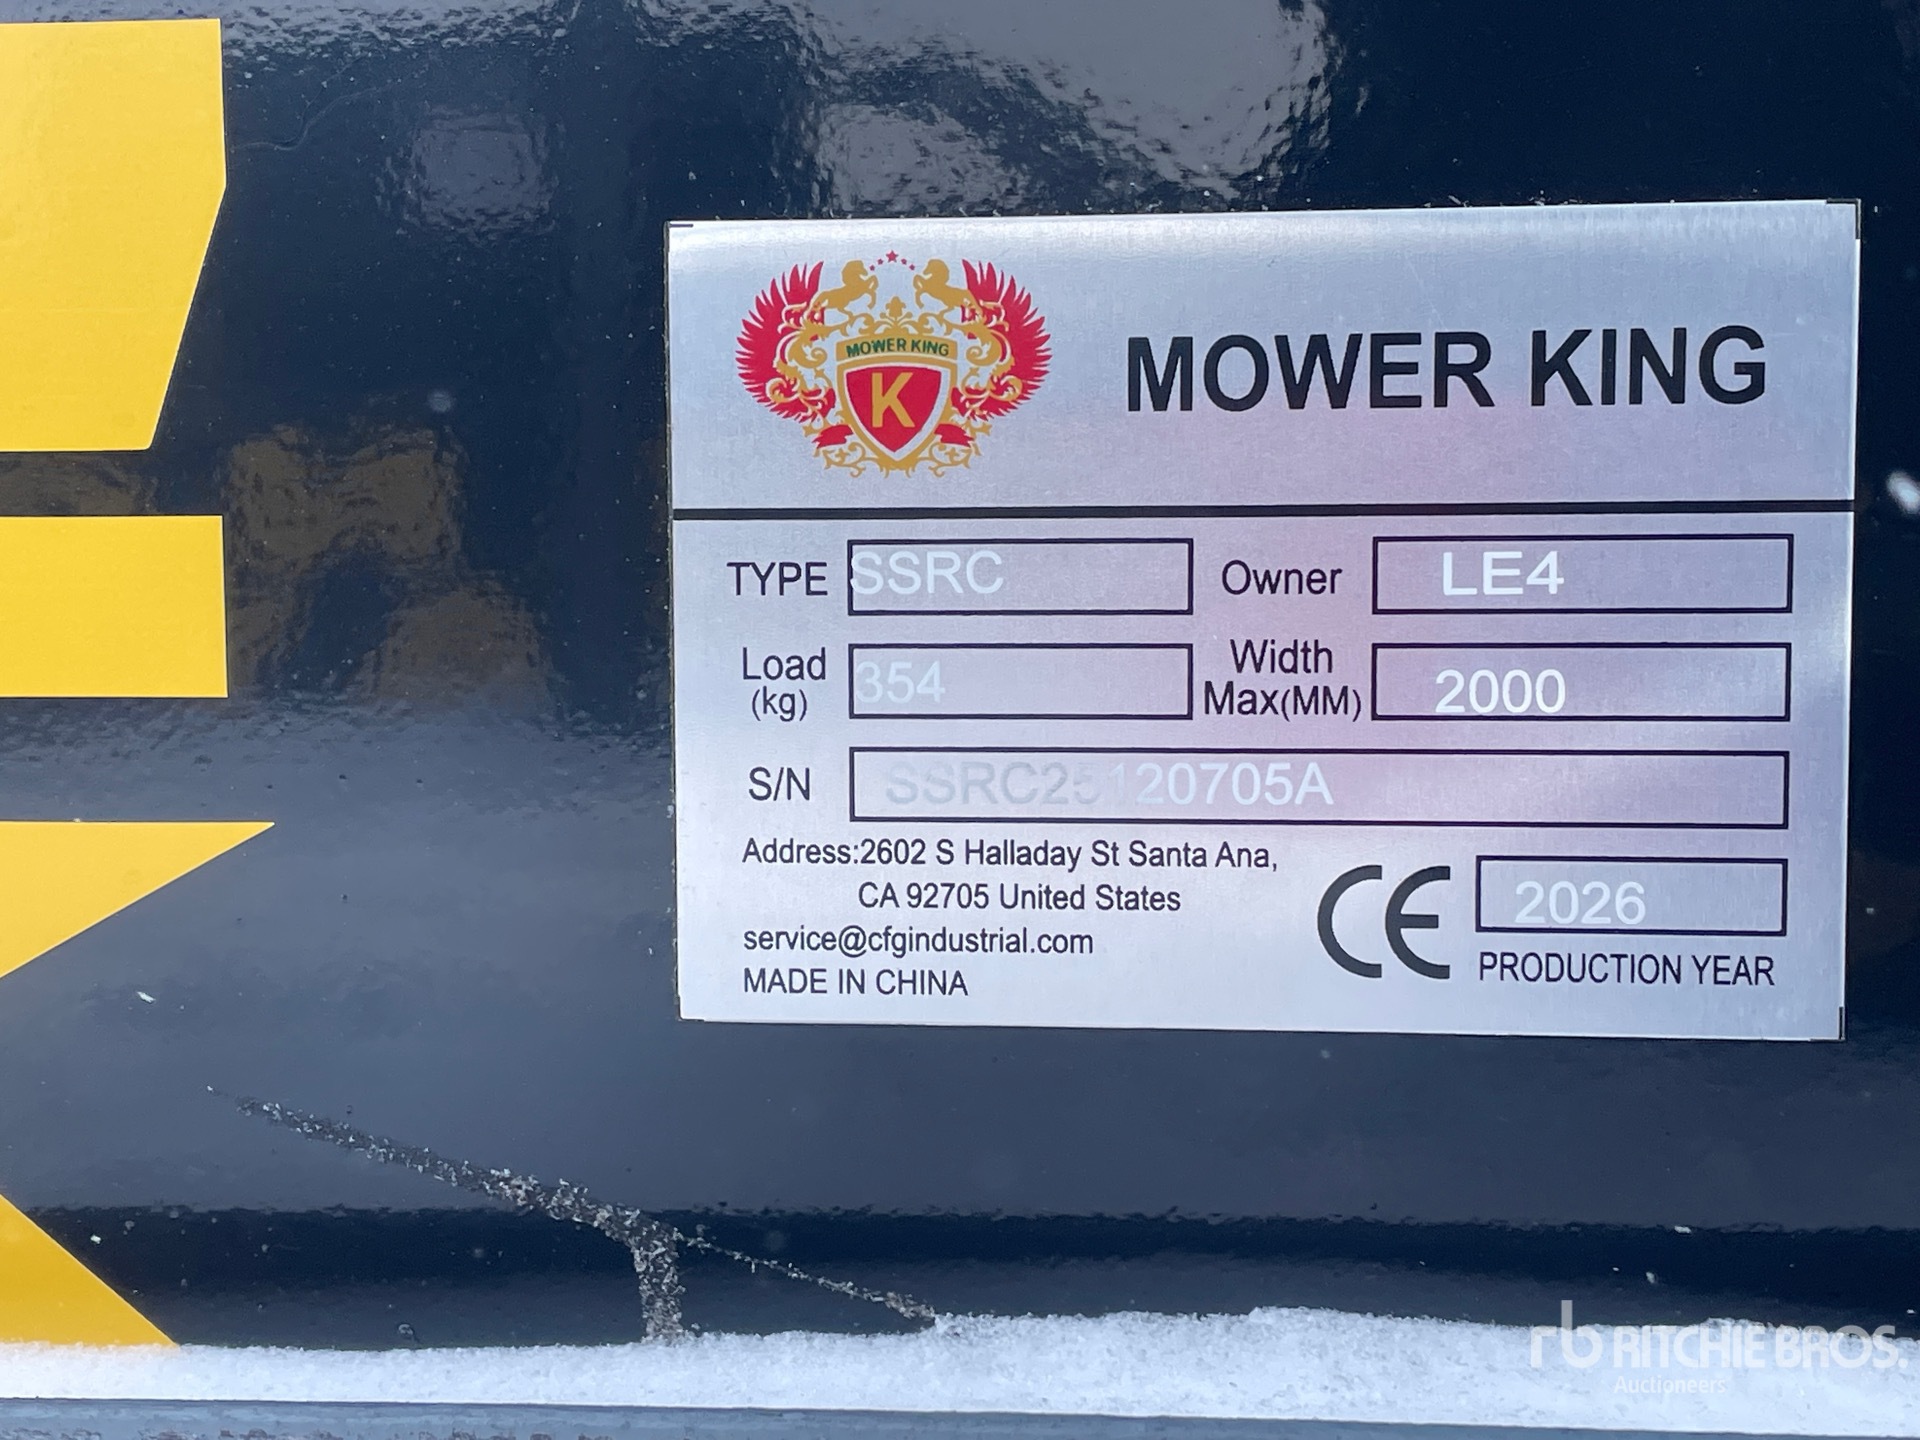 MOWER KING
K
MOWER KING
TYPE SSRC Owner LE4
Load (kg) 354 Width Max(MM) 2000
S/N SSRC25120705A
Address:2602 S Halladay St Santa Ana,
CA 92705 United States
service@cfgindustrial.com
MADE IN CHINA
CE 2026
PRODUCTION YEAR
rb RITCHIE BROS.
Auctioneers